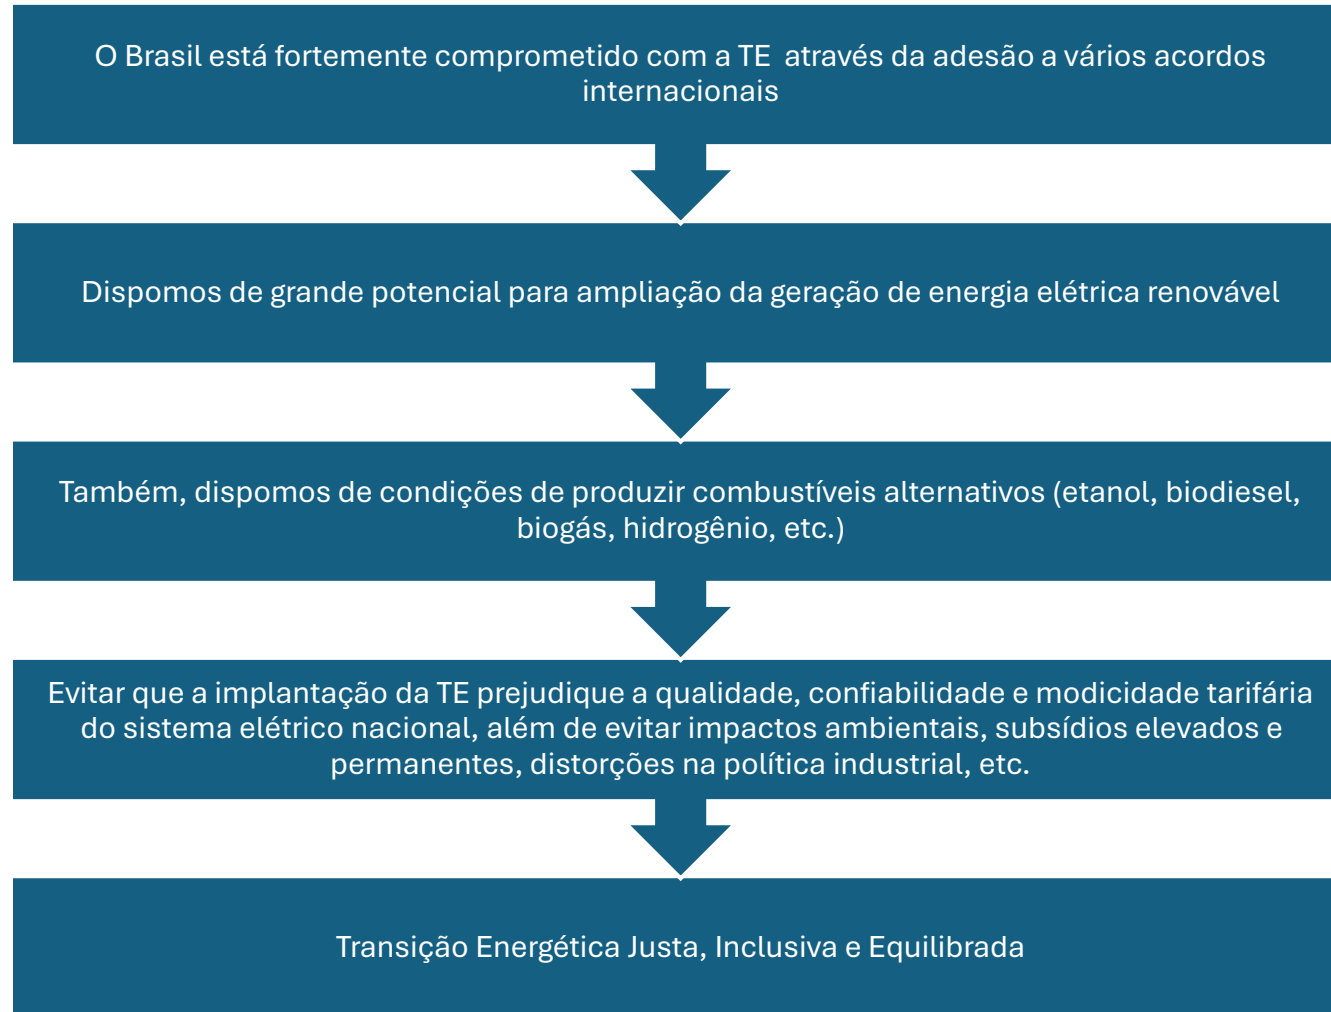 O Brasil está fortemente comprometido com a TE  através da adesão a vários acordos
internacionais
Dispomos de grande potencial para ampliação da geração de energia elétrica renovável
Também, dispomos de condições de produzir combustíveis alternativos (etanol, biodiesel,
biogás, hidrogênio, etc.)
Evitar que a implantação da TE prejudique a qualidade, confiabilidade e modicidade tarifária
do sistema elétrico nacional, além de evitar impactos ambientais, subsídios elevados e
permanentes, distorções na política industrial, etc.
Transição Energética Justa, Inclusiva e Equilibrada